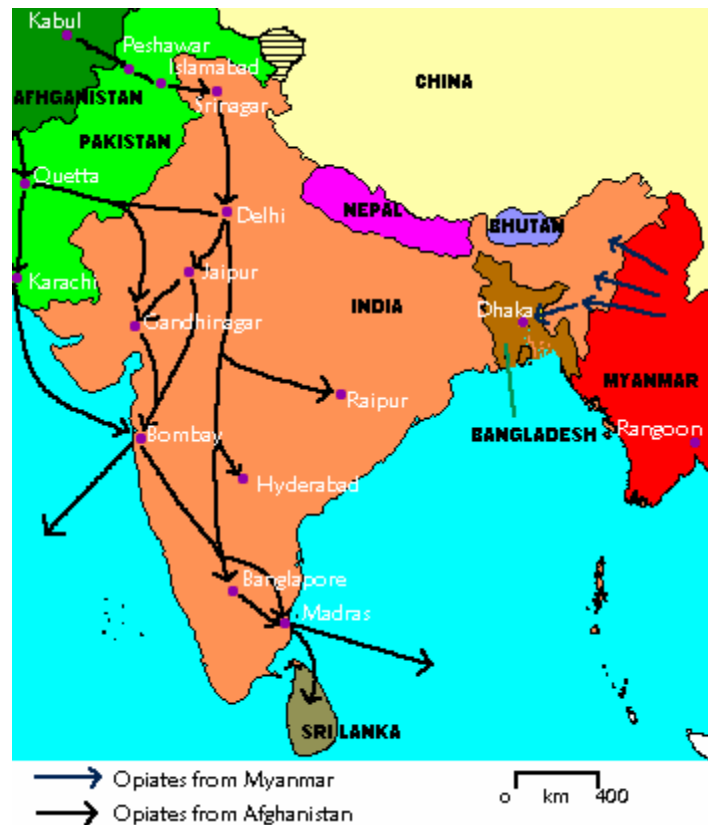 Kabul
Peshawar
Islamabad
Srinagar
CHINA
AFHGANISTAN
PAKISTAN
Quetta
Delhi
NEPAL
BHUTAN
Karachi
Jaipur
INDIA
Dhaka
Gandhinagar
MYANMAR
Raipur
Bombay
BANGLADESH
Rangoon
Hyderabad
Banglapore
Madras
SRI LANKA
Opiates from Myanmar
Opiates from Afghanistan
o km 400